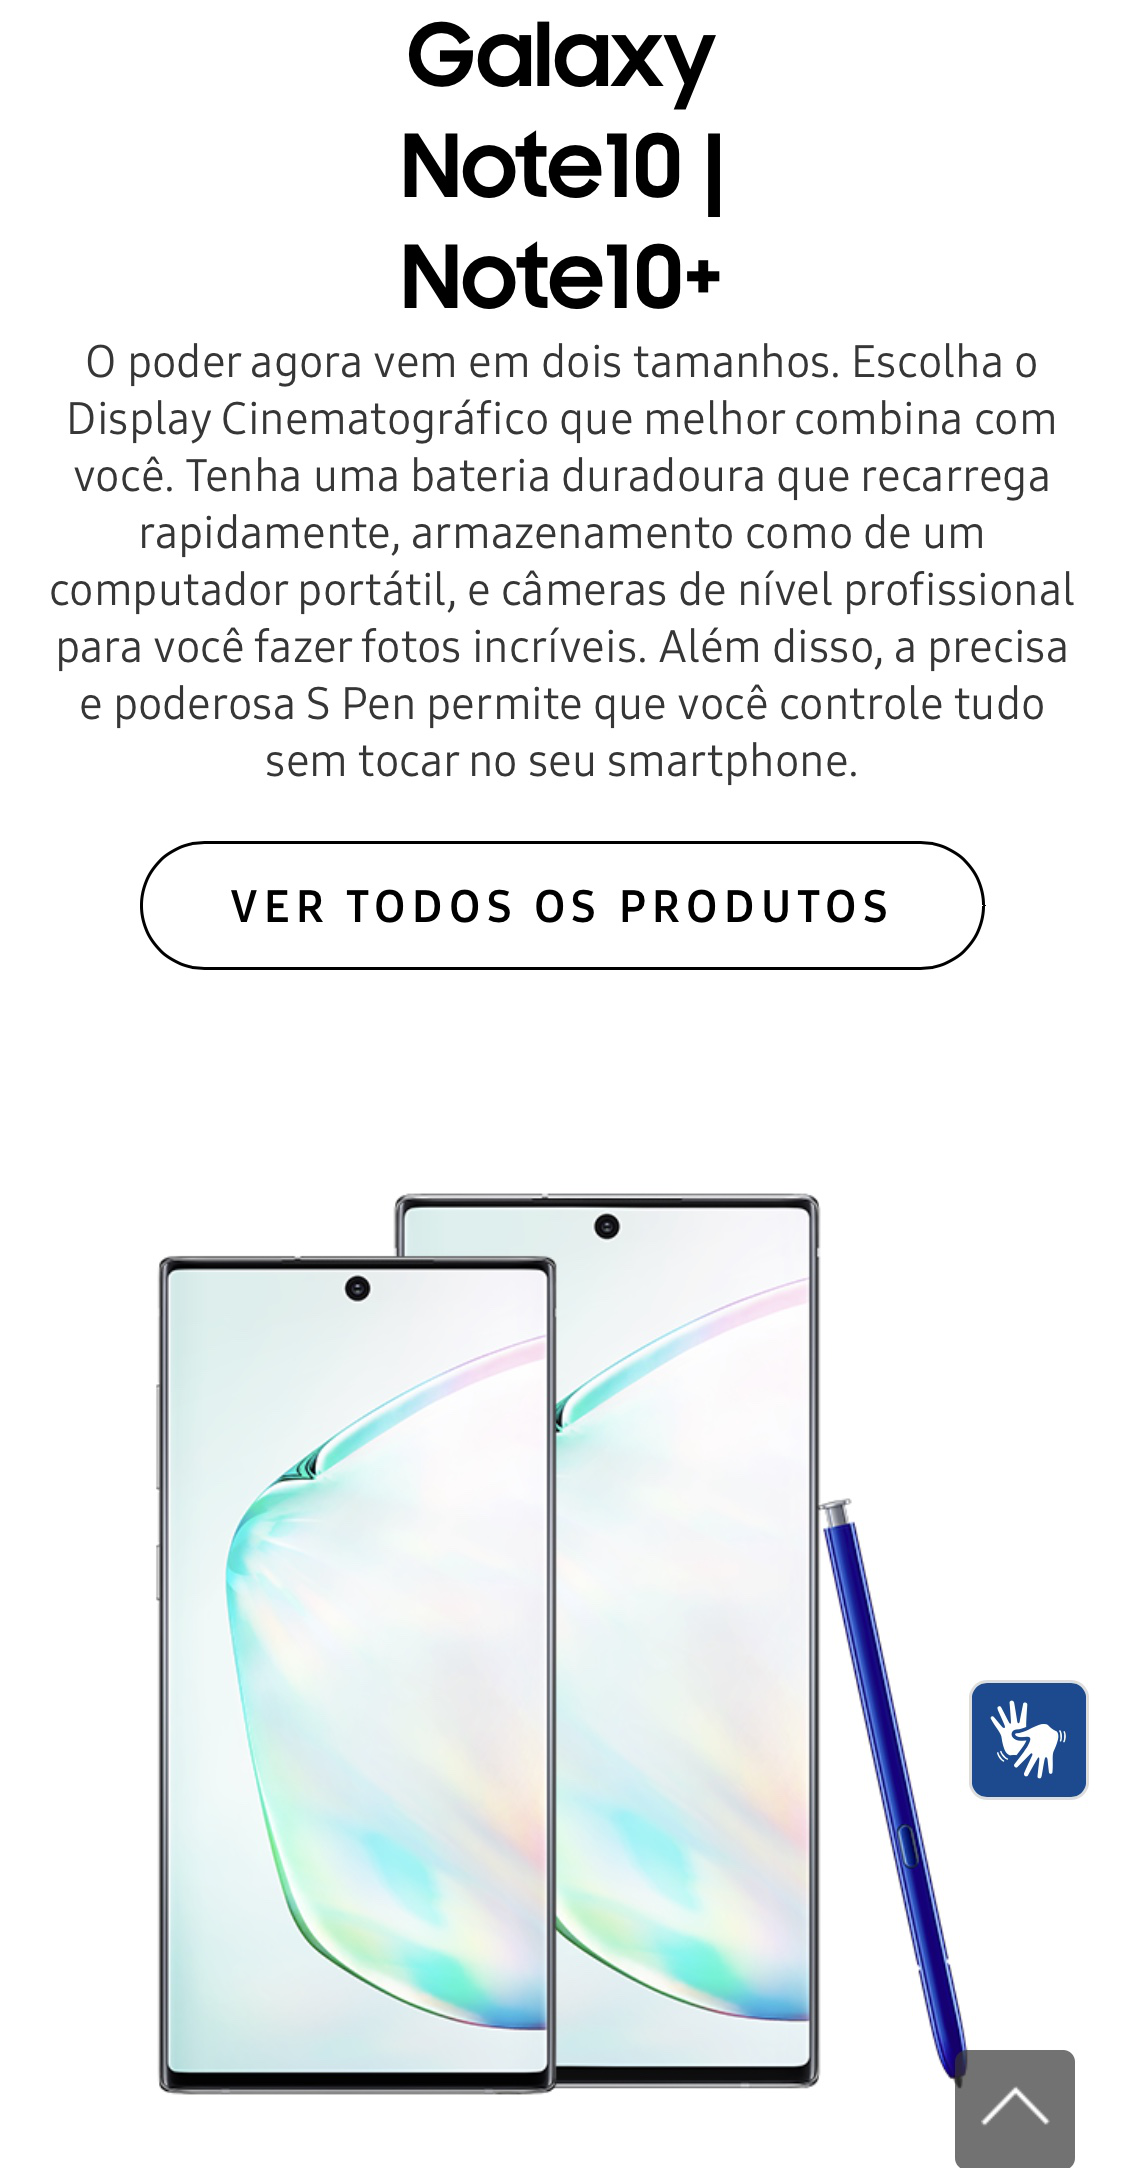 Galaxy
Note10 |
Note10+
O poder agora vem em dois tamanhos. Escolha o
Display Cinematográfico que melhor combina com
você. Tenha uma bateria duradoura que recarrega
rapidamente, armazenamento como de um
computador portátil, e câmeras de nível profissional
para você fazer fotos incríveis. Além disso, a precisa
e poderosa S Pen permite que você controle tudo
sem tocar no seu smartphone.
VER TODOS OS PRODUTOS